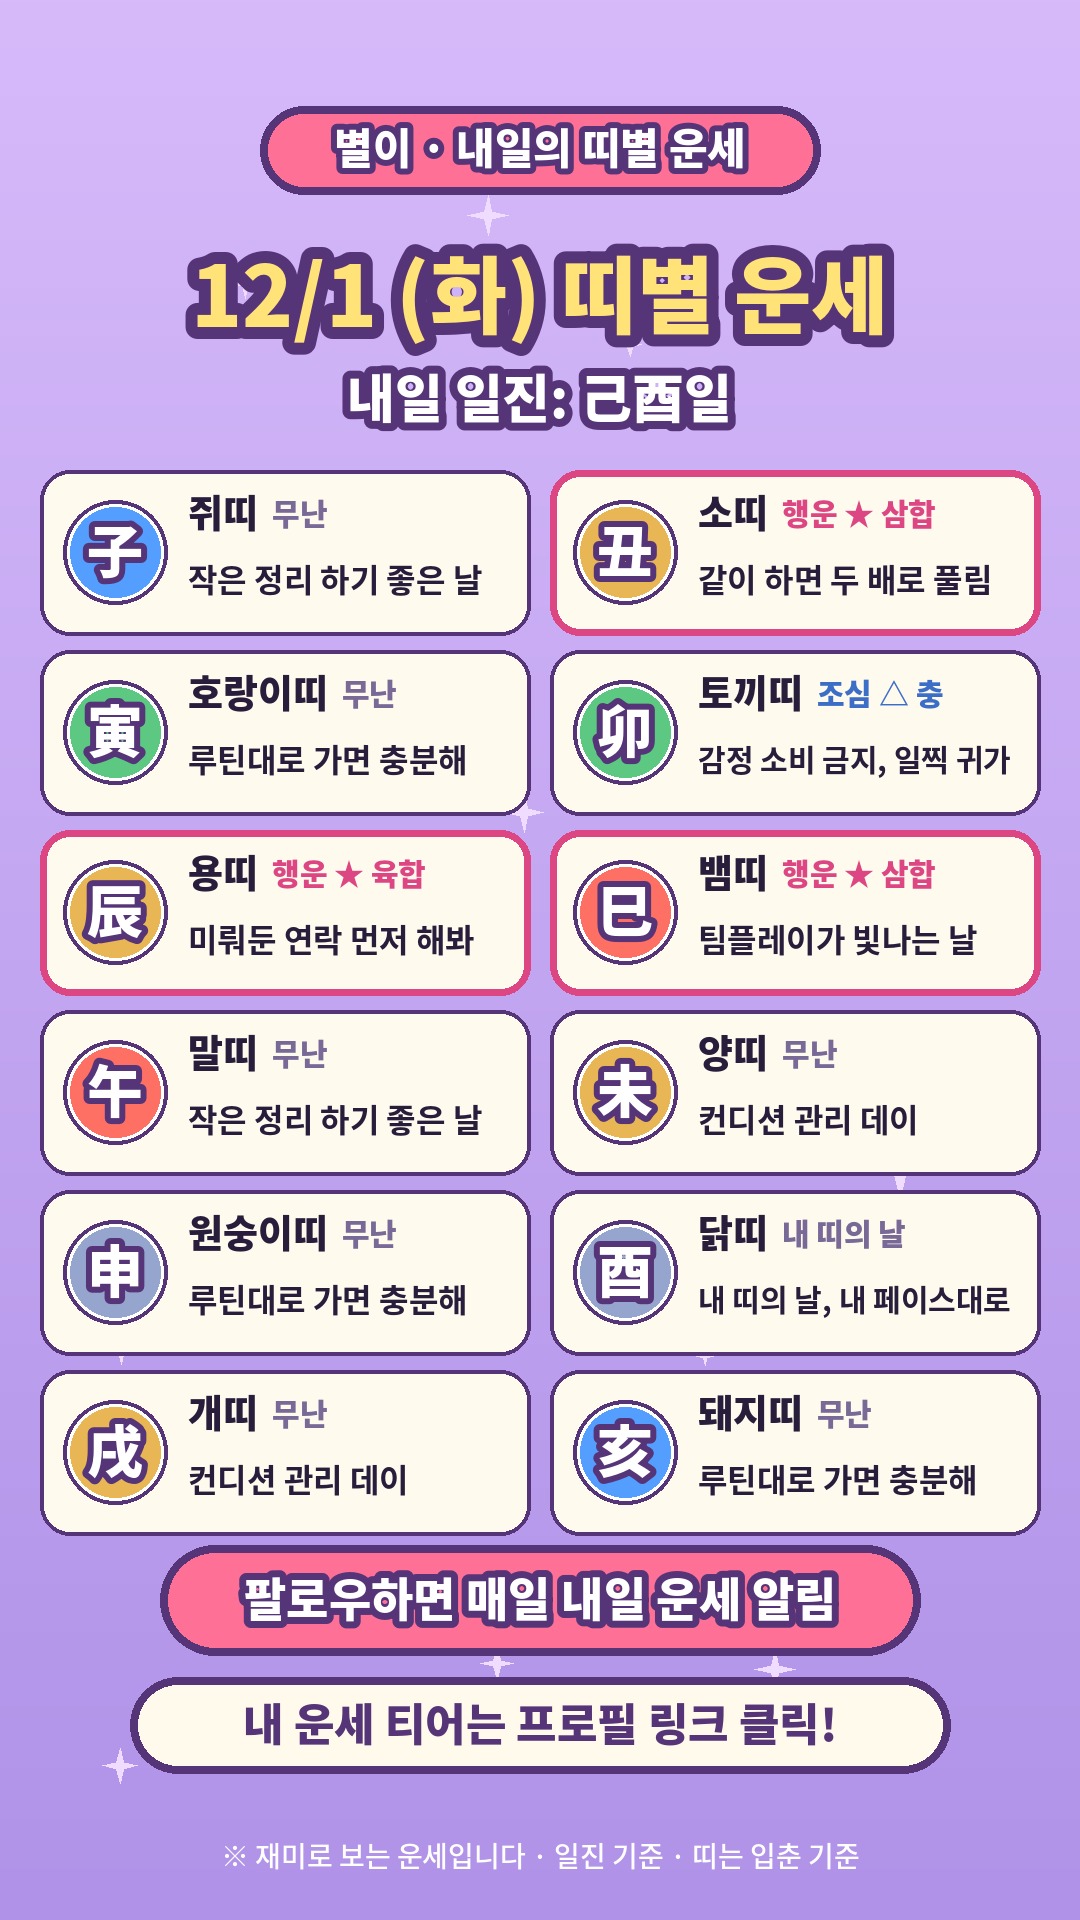 별이 · 내일의 띠별 운세
12/1 (화) 띠별 운세
내일 일진: 己酉일
子
쥐띠 무난
작은 정리 하기 좋은 날
丑
소띠 행운 ★ 삼합
같이 하면 두 배로 풀림
寅
호랑이띠 무난
루틴대로 가면 충분해
卯
토끼띠 조심 △ 충
감정 소비 금지, 일찍 귀가
辰
용띠 행운 ★ 육합
미뤄둔 연락 먼저 해봐
巳
뱀띠 행운 ★ 삼합
팀플레이가 빛나는 날
午
말띠 무난
작은 정리 하기 좋은 날
未
양띠 무난
컨디션 관리 데이
申
원숭이띠 무난
루틴대로 가면 충분해
酉
닭띠 내 띠의 날
내 띠의 날, 내 페이스대로
戌
개띠 무난
컨디션 관리 데이
亥
돼지띠 무난
루틴대로 가면 충분해
팔로우하면 매일 내일 운세 알림
내 운세 티어는 프로필 링크 클릭!
※ 재미로 보는 운세입니다 · 일진 기준 · 띠는 입춘 기준